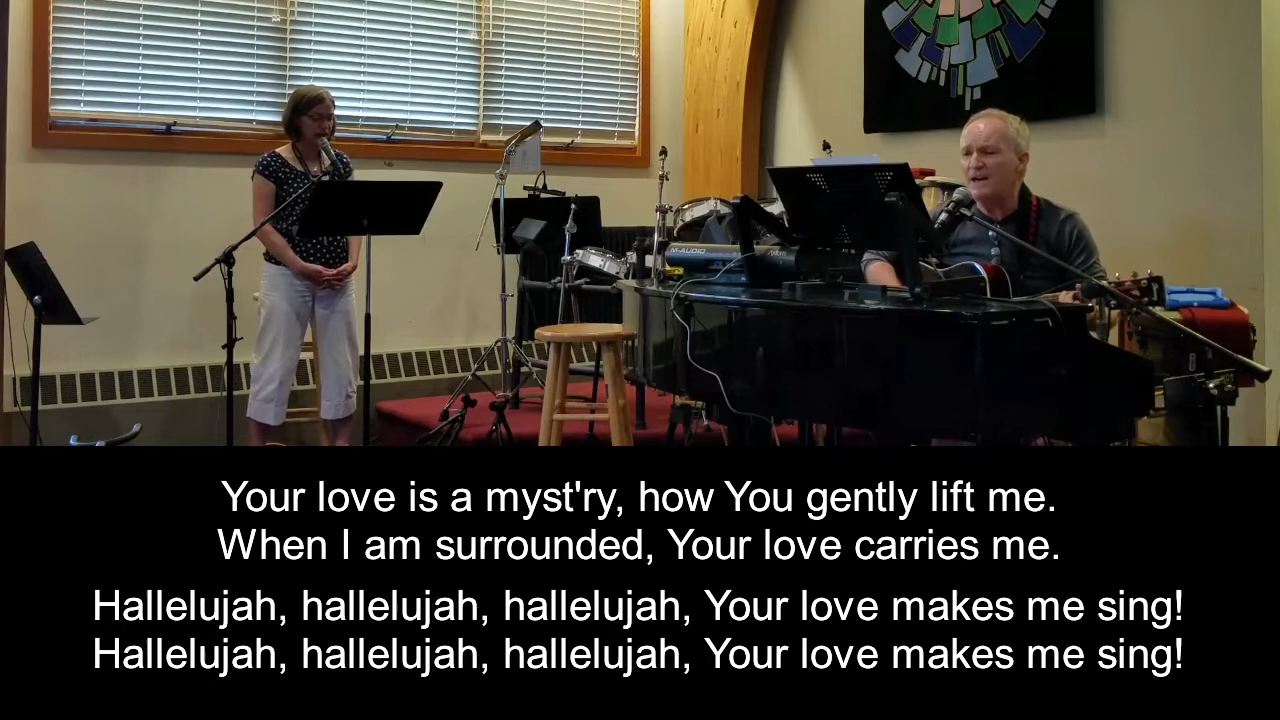 M-AUDIO
Your love is a myst'ry, how You gently lift me.
When I am surrounded, Your love carries me.
Hallelujah, hallelujah, hallelujah, Your love makes me sing!
Hallelujah, hallelujah, hallelujah, Your love makes me sing!